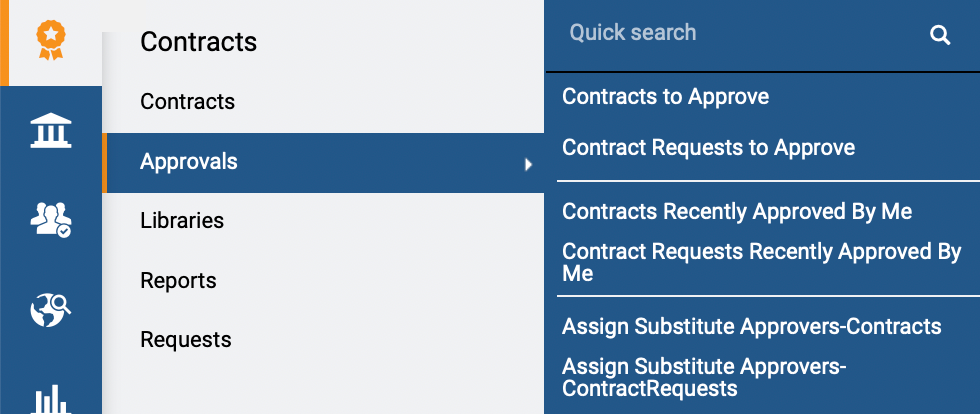 Contracts
Contracts
Approvals
Libraries
Reports
Requests
Quick search
Contracts to Approve
Contract Requests to Approve
Contracts Recently Approved By Me
Contract Requests Recently Approved By
Me
Assign Substitute Approvers-Contracts
Assign Substitute Approvers-
ContractRequests